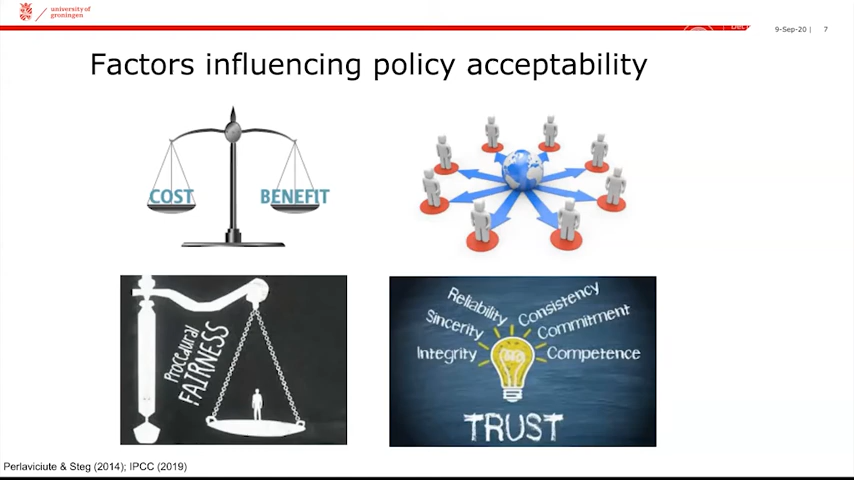 university of
groningen
9-Sep-20 | 7
Factors influencing policy acceptability
COST BENEFIT
Procedural
FAIRNESS
Reliability Consistency
Sincerity Commitment
Integrity Competence
TRUST
Perlaviciute & Steg (2014); IPCC (2019)